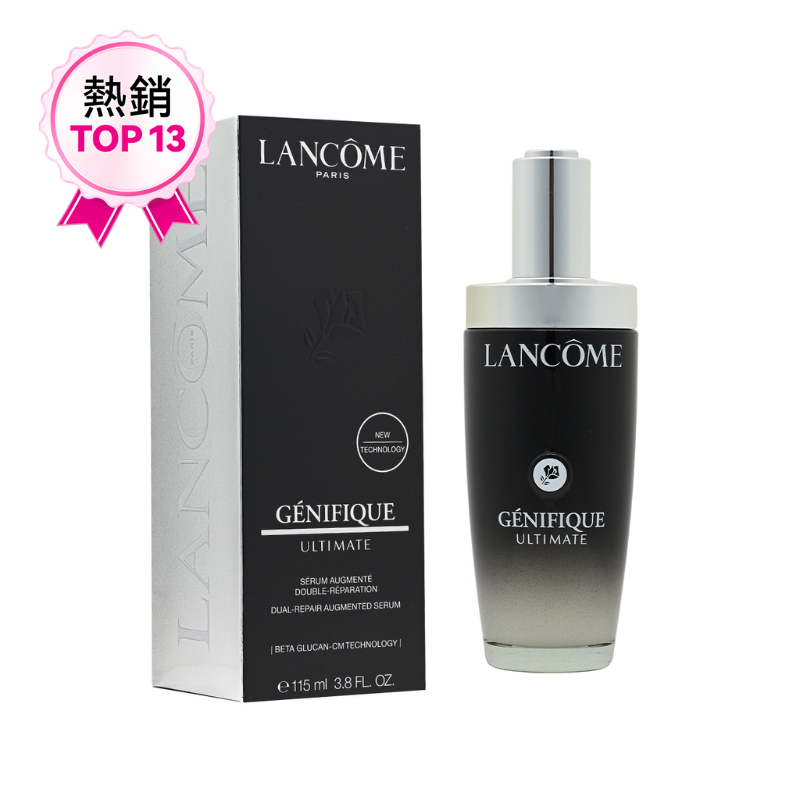 熱銷
TOP 13
LANCÔME
PARIS
LANCÔME
PARIS
NEW
TECHNOLOGY
GÉNIFIQUE
ULTIMATE
SÉRUM AUGMENTÉ
DOUBLE-RÉPARATION
DUAL-REPAIR AUGMENTED SERUM
| BETA GLUCAN-CM TECHNOLOGY |
℮ 115 ml 3.8 FL. OZ.
LANCÔME
GÉNIFIQUE
ULTIMATE